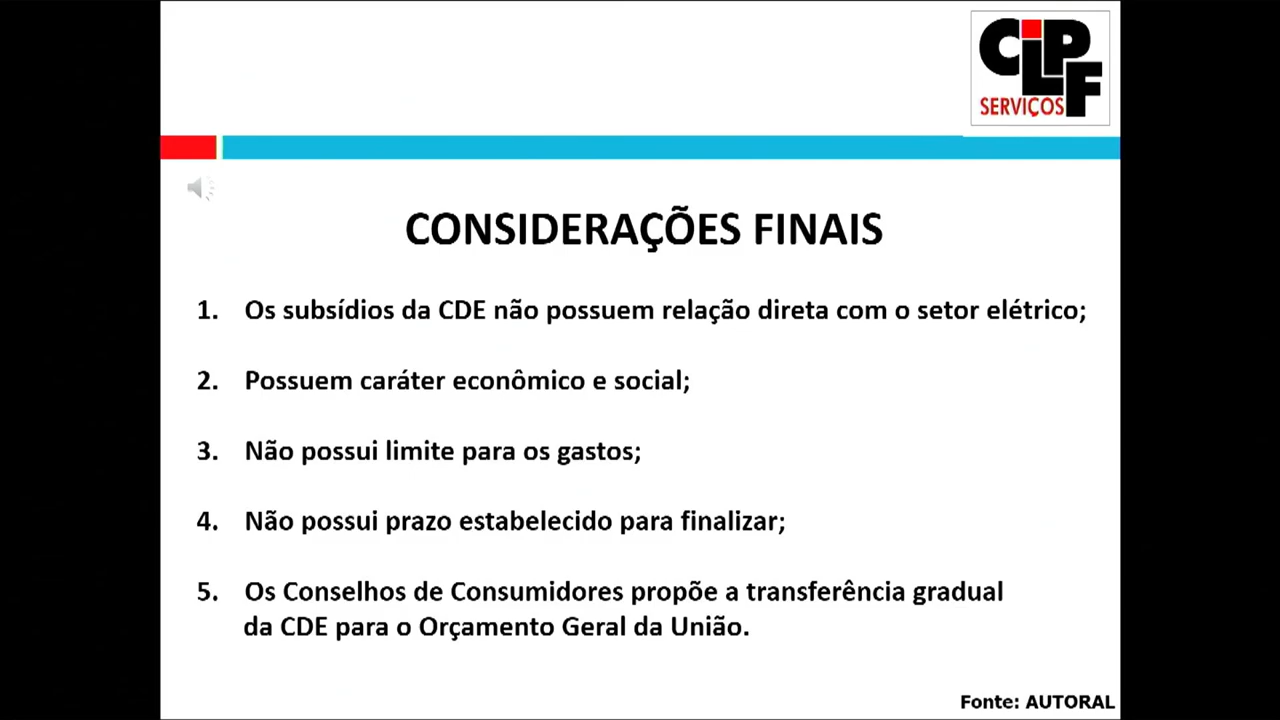 CLPF
SERVIÇOS
CONSIDERAÇÕES FINAIS
1. Os subsídios da CDE não possuem relação direta com o setor elétrico;
2. Possuem caráter econômico e social;
3. Não possui limite para os gastos;
4. Não possui prazo estabelecido para finalizar;
5. Os Conselhos de Consumidores propõe a transferência gradual
da CDE para o Orçamento Geral da União.
Fonte: AUTORAL